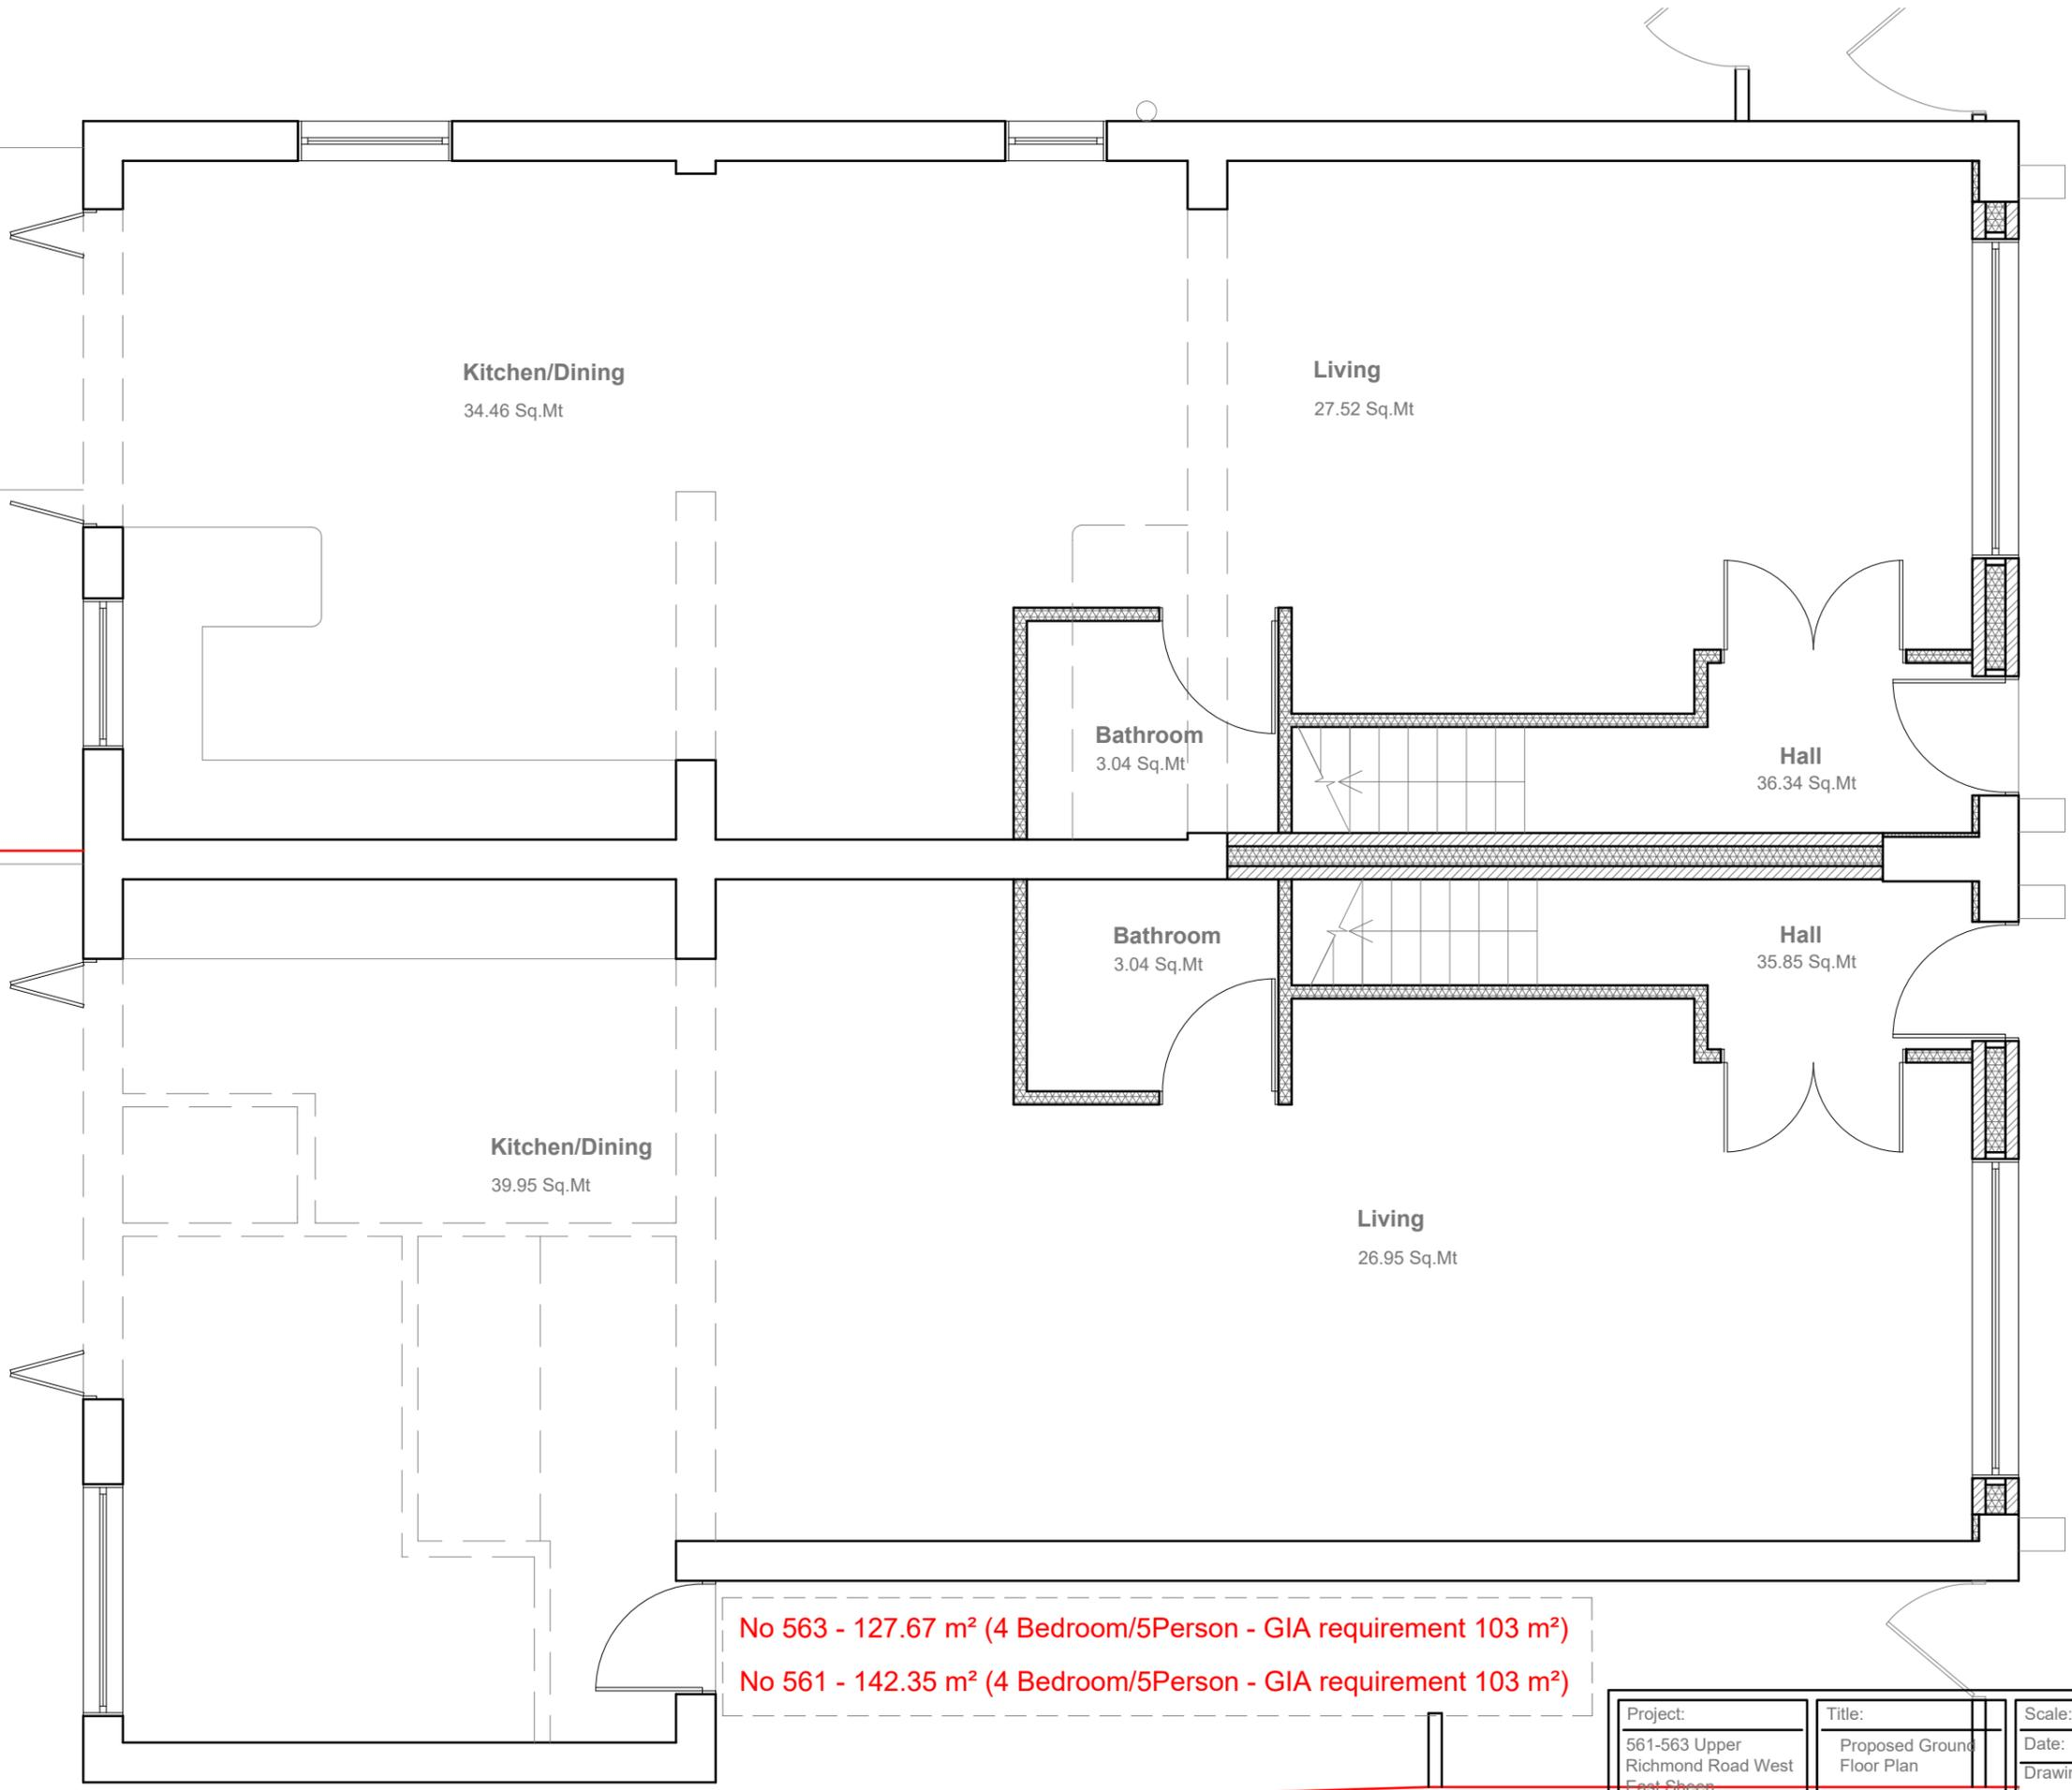 Kitchen/Dining
34.46 Sq.Mt
Living
27.52 Sq.Mt
Bathroom
3.04 Sq.Mt
Hall
36.34 Sq.Mt
Bathroom
3.04 Sq.Mt
Hall
35.85 Sq.Mt
Kitchen/Dining
39.95 Sq.Mt
Living
26.95 Sq.Mt
No 563 - 127.67 m² (4 Bedroom/5Person - GIA requirement 103 m²)
No 561 - 142.35 m² (4 Bedroom/5Person - GIA requirement 103 m²)
Project:
561-563 Upper
Richmond Road West
East Sheen
Title:
Proposed Ground
Floor Plan
Scale:
Date: